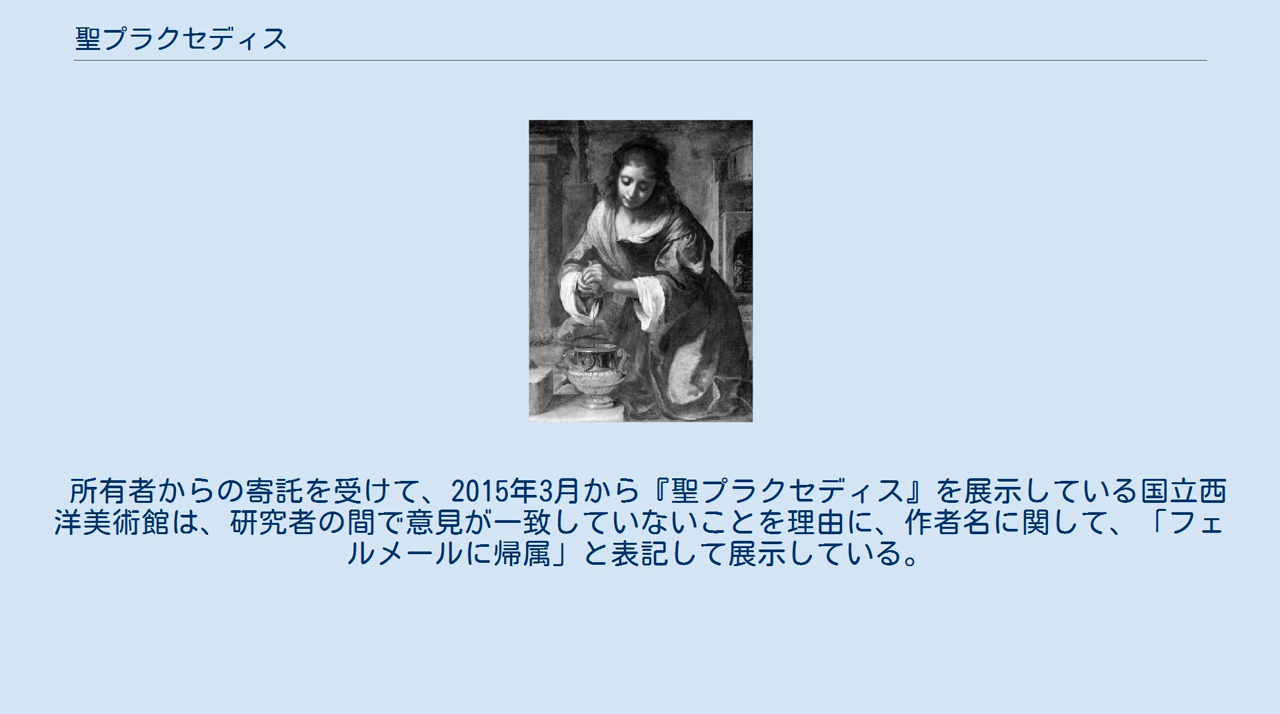 聖プラクセディス
所有者からの寄託を受けて、2015年3月から『聖プラクセディス』を展示している国立西
洋美術館は、研究者の間で意見が一致していないことを理由に、作者名に関して、「フェ
ルメールに帰属」と表記して展示している。